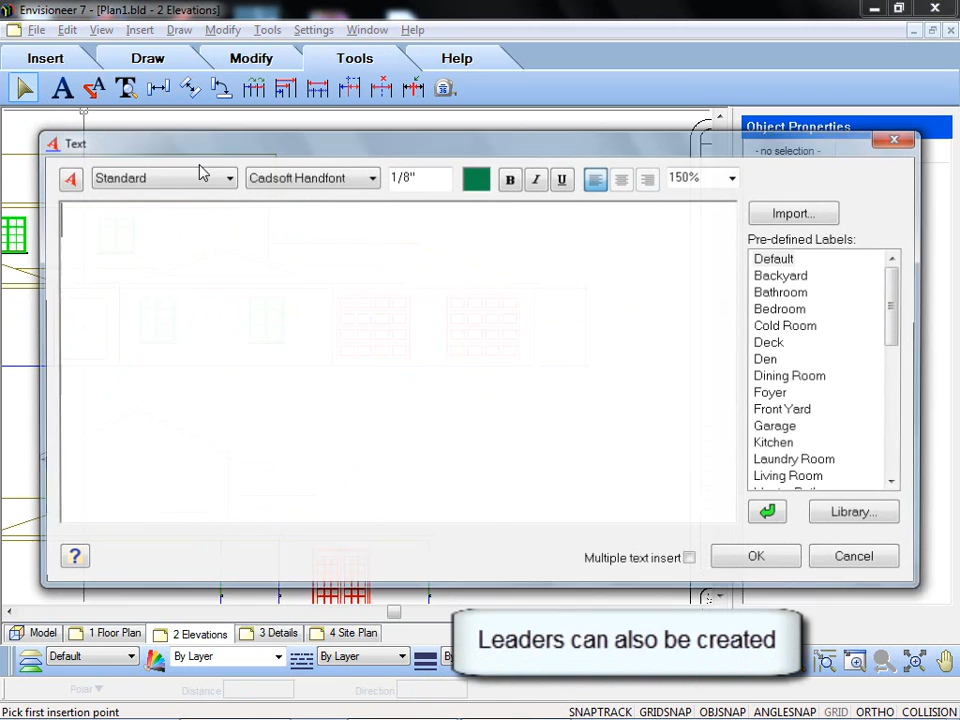 Envisioneer 7 - [Plan1.bld - 2 Elevations]
File Edit View Insert Draw Modify Tools Settings Window Help
Insert Draw Modify Tools Help
Object Properties
- no selection -
Text
Standard Cadsoft Handfont 1/8" B I U 150%
Import...
Pre-defined Labels:
Default
Backyard
Bathroom
Bedroom
Cold Room
Deck
Den
Dining Room
Foyer
Front Yard
Garage
Kitchen
Laundry Room
Living Room
Library...
Multiple text insert OK Cancel
Leaders can also be created
Model 1 Floor Plan 2 Elevations 3 Details 4 Site Plan
Default By Layer By Layer
Polar Distance Direction
Pick first insertion point SNAPTRACK GRIDSNAP OBJSNAP ANGLESNAP GRID ORTHO COLLISION